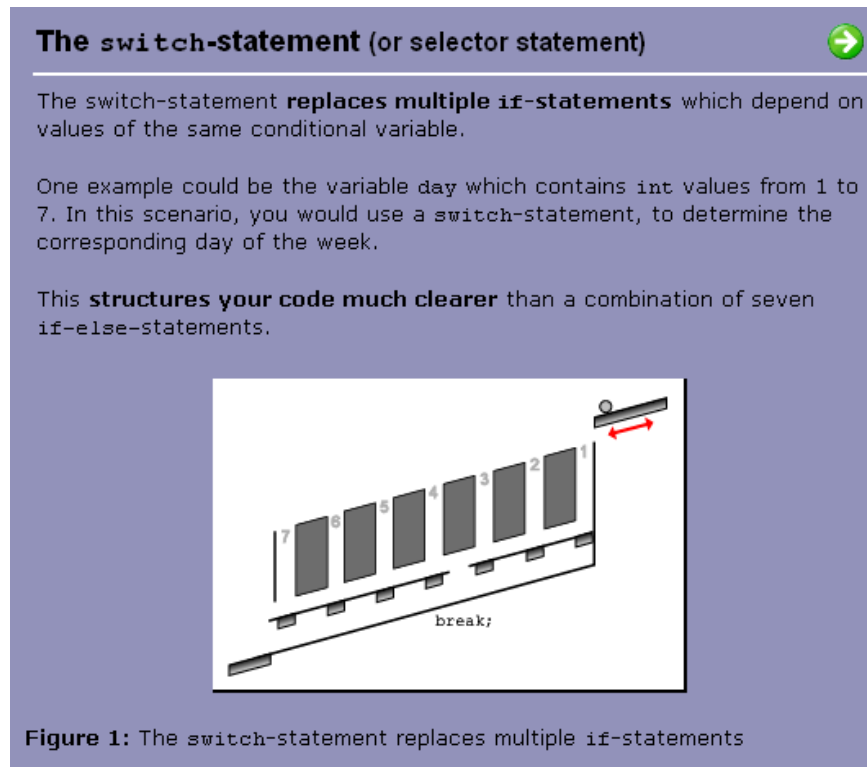 The switch-statement (or selector statement)
The switch-statement replaces multiple if-statements which depend on
values of the same conditional variable.
One example could be the variable day which contains int values from 1 to
7. In this scenario, you would use a switch-statement, to determine the
corresponding day of the week.
This structures your code much clearer than a combination of seven
if-else-statements.
7 6 5 4 3 2 1
break;
Figure 1: The switch-statement replaces multiple if-statements